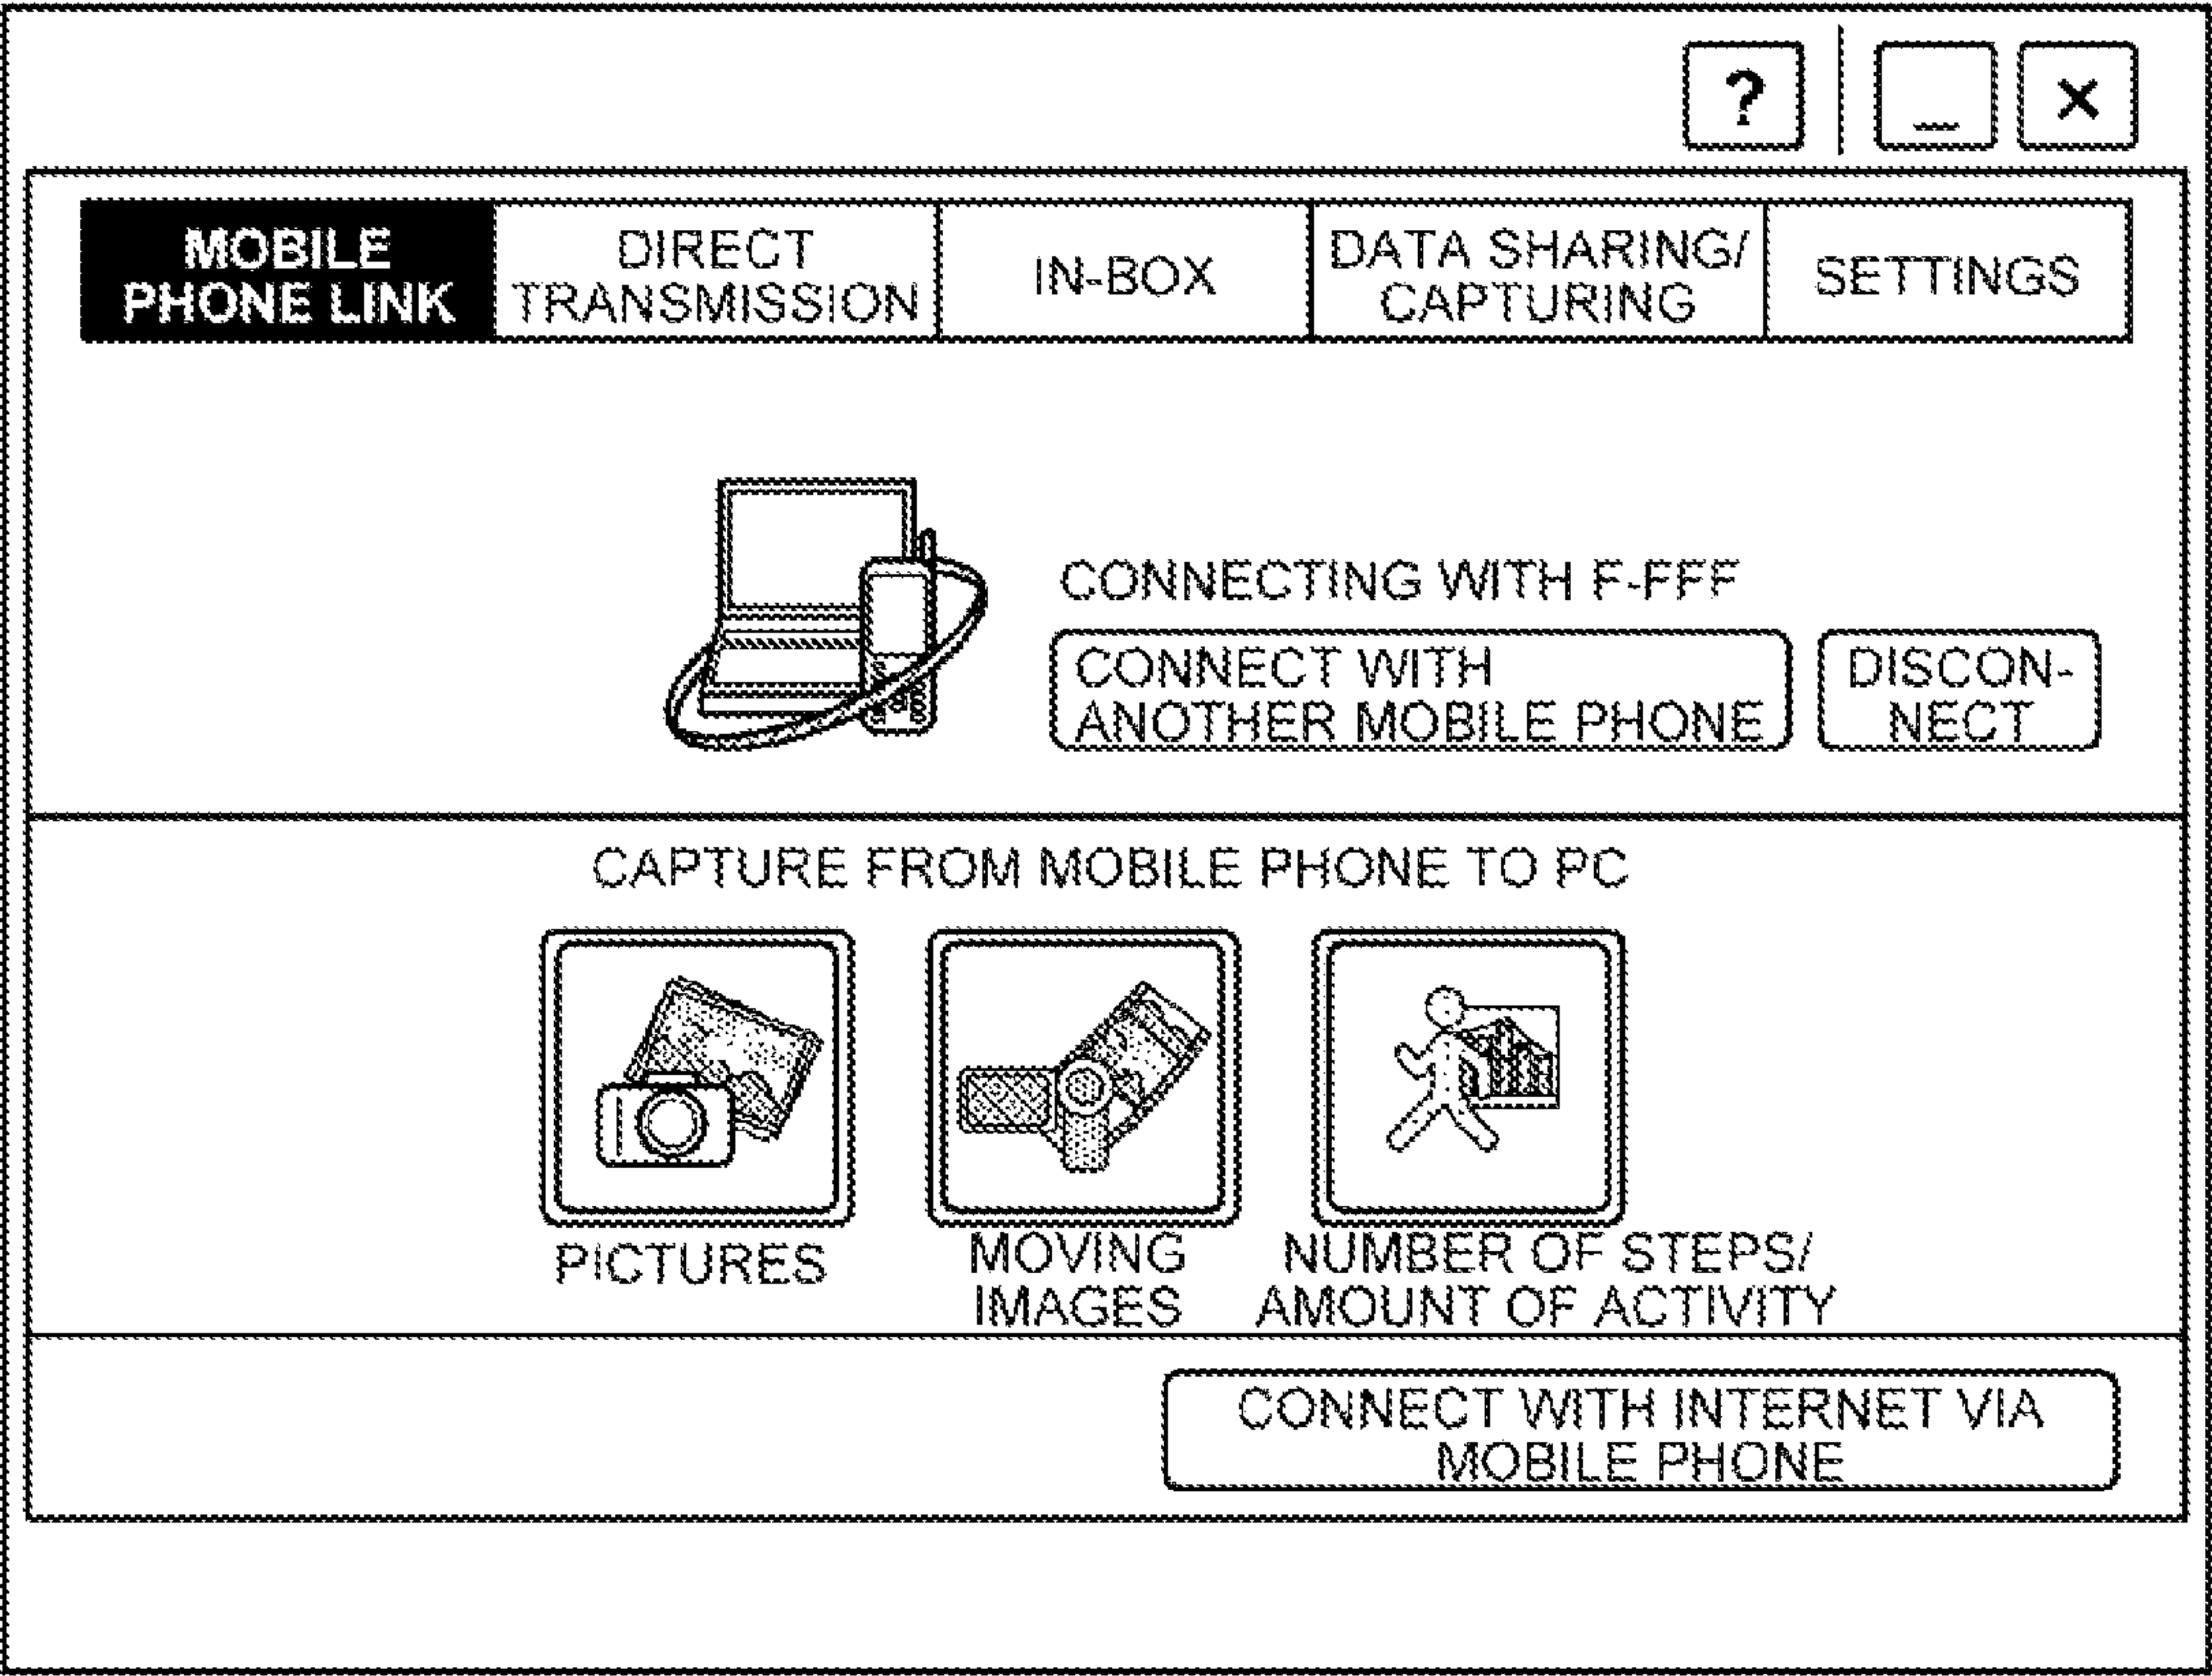 ?
_
×
MOBILE
PHONE LINK
DIRECT
TRANSMISSION
IN-BOX
DATA SHARING/
CAPTURING
SETTINGS
CONNECTING WITH F-FFF
CONNECT WITH
ANOTHER MOBILE PHONE
DISCON-
NECT
CAPTURE FROM MOBILE PHONE TO PC
PICTURES
MOVING
IMAGES
NUMBER OF STEPS/
AMOUNT OF ACTIVITY
CONNECT WITH INTERNET VIA
MOBILE PHONE